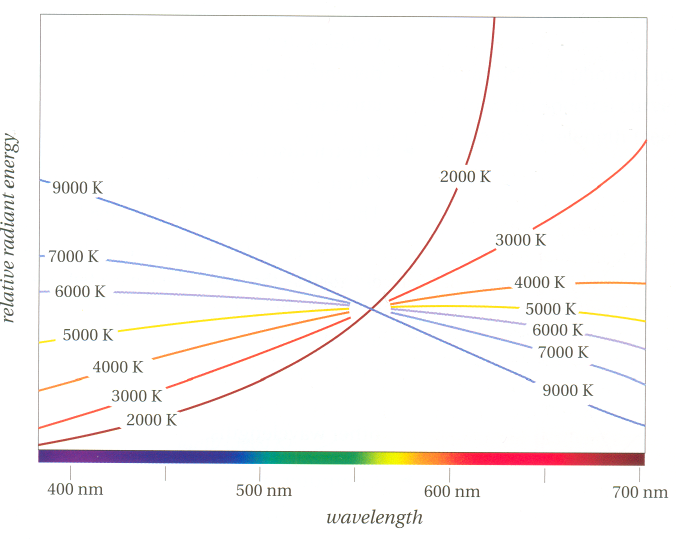 relative radiant energy
9000 K
7000 K
6000 K
5000 K
4000 K
3000 K
2000 K
2000 K
3000 K
4000 K
5000 K
6000 K
7000 K
9000 K
400 nm
500 nm
600 nm
700 nm
wavelength